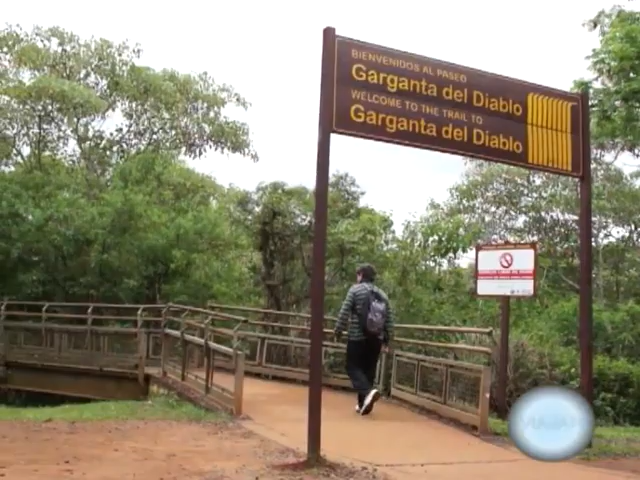 BIENVENIDOS AL PASEO
Garganta del Diablo
WELCOME TO THE TRAIL TO
Garganta del Diablo